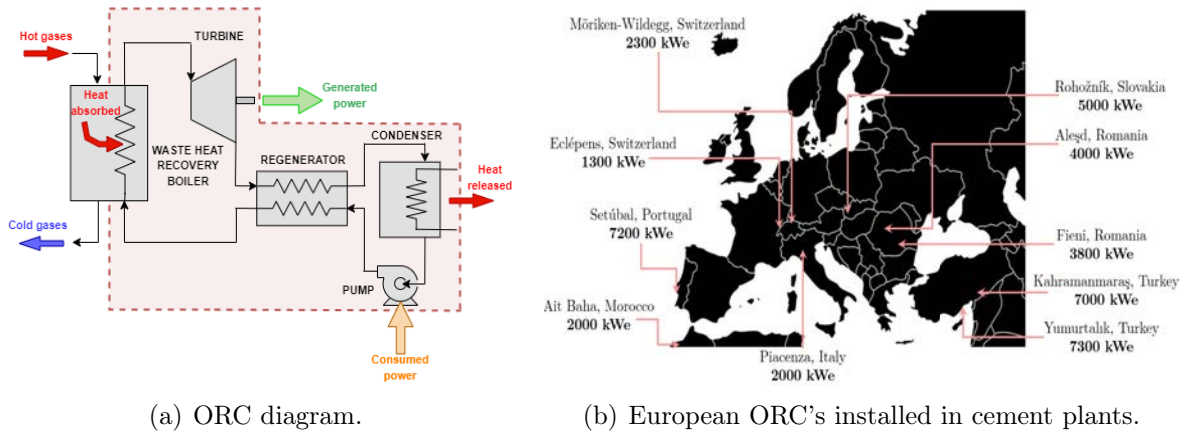 Hot gases
TURBINE
Heat
absorbed
Generated
power
WASTE HEAT
RECOVERY
BOILER
REGENERATOR
CONDENSER
Heat
released
Cold gases
PUMP
Consumed
power
(a) ORC diagram.
Möriken-Wildegg, Switzerland
2300 kWe
Rohožník, Slovakia
5000 kWe
Aleşd, Romania
4000 kWe
Eclépens, Switzerland
1300 kWe
Setúbal, Portugal
7200 kWe
Fieni, Romania
3800 kWe
Kahramanmaraş, Turkey
7000 kWe
Ait Baha, Morocco
2000 kWe
Yumurtalık, Turkey
7300 kWe
Piacenza, Italy
2000 kWe
(b) European ORC's installed in cement plants.